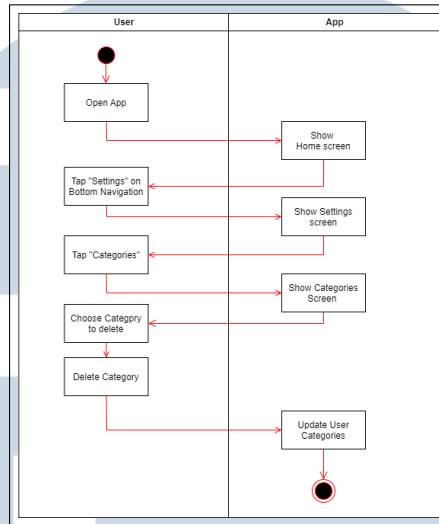 User
App
Open App
Show
Home screen
Tap "Settings" on
Bottom Navigation
Show Settings
screen
Tap "Categories"
Show Categories
Screen
Choose Categpry
to delete
Delete Category
Update User
Categories